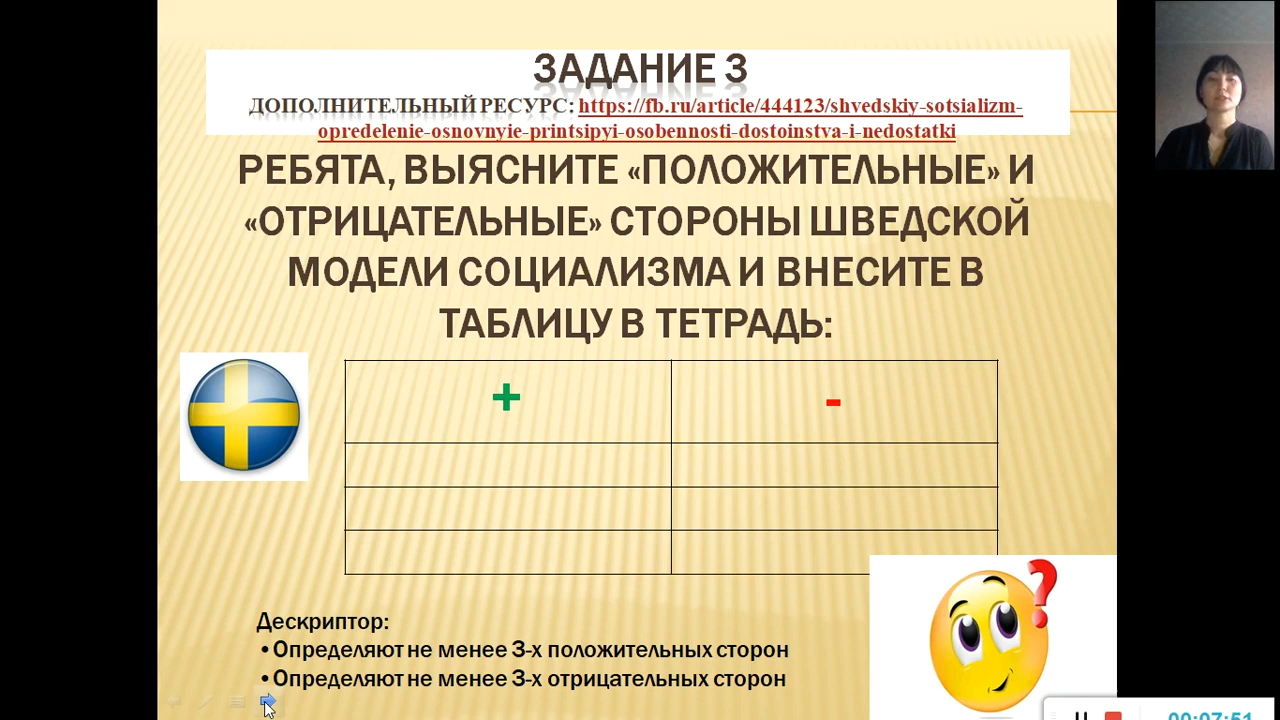 ЗАДАНИЕ 3
ДОПОЛНИТЕЛЬНЫЙ РЕСУРС: https://fb.ru/article/444123/shvedskiy-sotsializm-
opredelenie-osnovnyie-printsipyi-osobennosti-dostoinstva-i-nedostatki
РЕБЯТА, ВЫЯСНИТЕ «ПОЛОЖИТЕЛЬНЫЕ» И
«ОТРИЦАТЕЛЬНЫЕ» СТОРОНЫ ШВЕДСКОЙ
МОДЕЛИ СОЦИАЛИЗМА И ВНЕСИТЕ В
ТАБЛИЦУ В ТЕТРАДЬ:
+ -
Дескриптор:
•Определяют не менее 3-х положительных сторон
•Определяют не менее 3-х отрицательных сторон
00:07:51